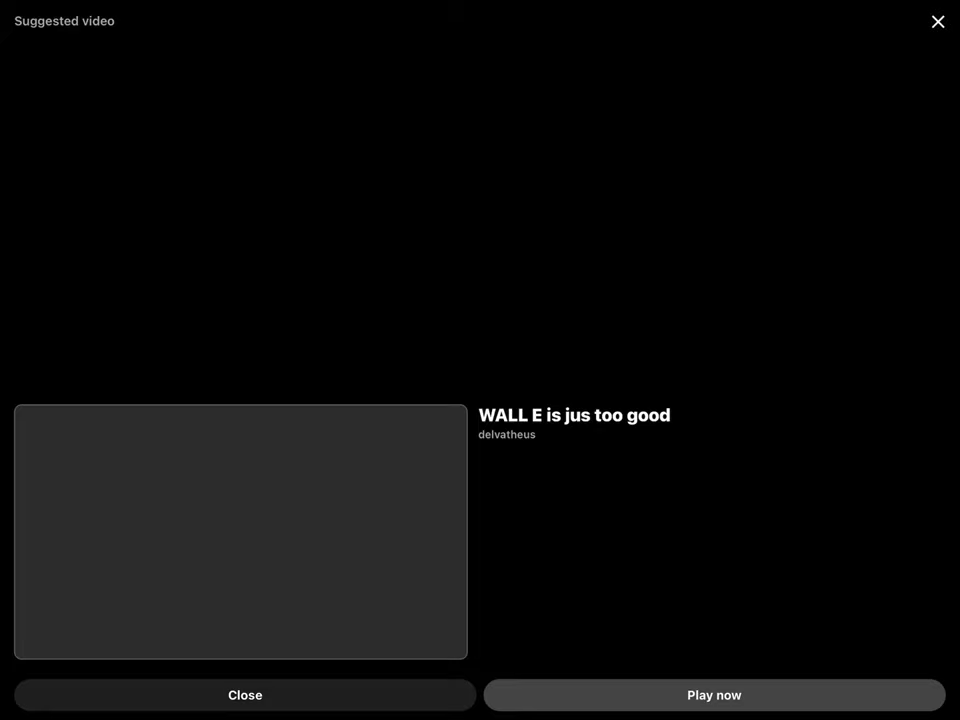 Suggested video
WALL E is jus too good
delvatheus
Close
Play now